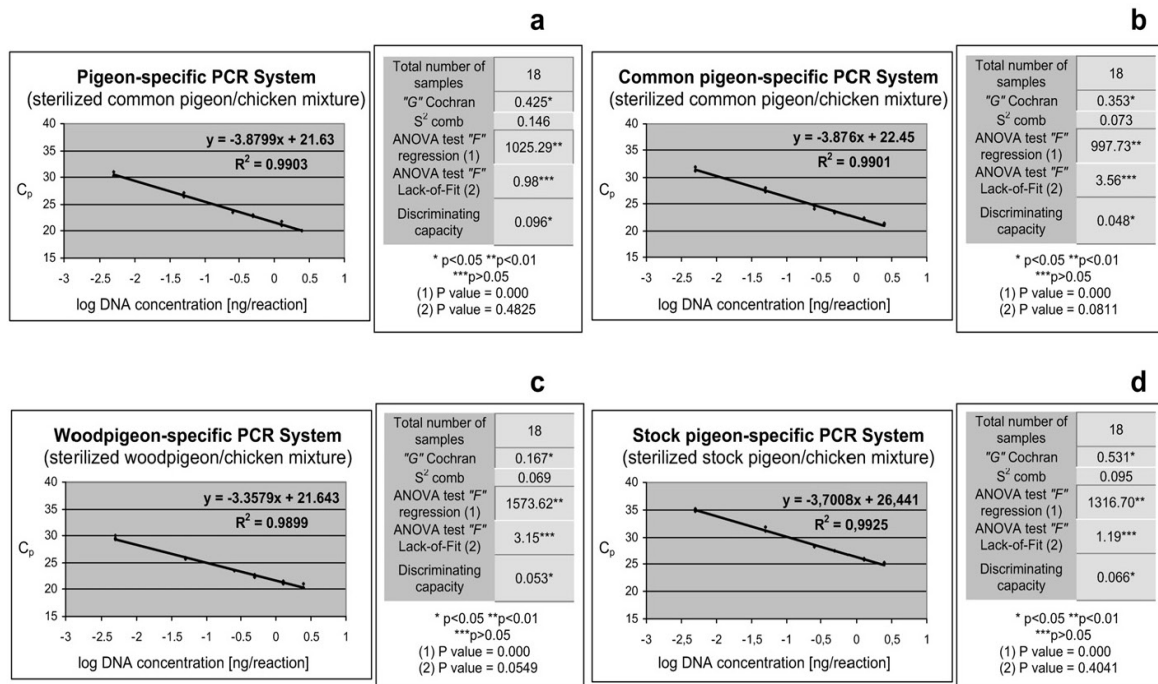 a
Pigeon-specific PCR System
(sterilized common pigeon/chicken mixture)
y = -3.8799x + 21.63
R² = 0.9903
40
35
30
25
20
15
Cp
-3 -2.5 -2 -1.5 -1 -0.5 0 0.5 1
log DNA concentration [ng/reaction]
Total number of
samples
18
"G" Cochran
0.425*
S² comb
0.146
ANOVA test "F"
regression (1)
1025.29**
ANOVA test "F"
Lack-of-Fit (2)
0.98***
Discriminating
capacity
0.096*
* p<0.05 **p<0.01
***p>0.05
(1) P value = 0.000
(2) P value = 0.4825
b
Common pigeon-specific PCR System
(sterilized common pigeon/chicken mixture)
y = -3.876x + 22.45
R² = 0.9901
40
35
30
25
20
15
Cp
-3 -2.5 -2 -1.5 -1 -0.5 0 0.5 1
log DNA concentration [ng/reaction]
Total number of
samples
18
"G" Cochran
0.353*
S² comb
0.073
ANOVA test "F"
regression (1)
997.73**
ANOVA test "F"
Lack-of-Fit (2)
3.56***
Discriminating
capacity
0.048*
* p<0.05 **p<0.01
***p>0.05
(1) P value = 0.000
(2) P value = 0.0811
c
Woodpigeon-specific PCR System
(sterilized woodpigeon/chicken mixture)
y = -3.3579x + 21.643
R² = 0.9899
40
35
30
25
20
15
Cp
-3 -2.5 -2 -1.5 -1 -0.5 0 0.5 1
log DNA concentration [ng/reaction]
Total number of
samples
18
"G" Cochran
0.167*
S² comb
0.069
ANOVA test "F"
regression (1)
1573.62**
ANOVA test "F"
Lack-of-Fit (2)
3.15***
Discriminating
capacity
0.053*
* p<0.05 **p<0.01
***p>0.05
(1) P value = 0.000
(2) P value = 0.0549
d
Stock pigeon-specific PCR System
(sterilized stock pigeon/chicken mixture)
y = -3,7008x + 26,441
R² = 0,9925
40
35
30
25
20
15
Cp
-3 -2,5 -2 -1,5 -1 -0,5 0 0,5 1
log DNA concentration [ng/reaction]
Total number of
samples
18
"G" Cochran
0.531*
S² comb
0.095
ANOVA test "F"
regression (1)
1316.70**
ANOVA test "F"
Lack-of-Fit (2)
1.19***
Discriminating
capacity
0.066*
* p<0.05 **p<0.01
***p>0.05
(1) P value = 0.000
(2) P value = 0.4041